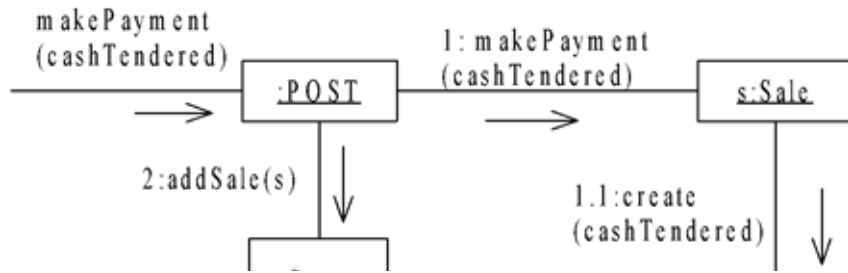 makePayment
(cashTendered)
:POST
1: makePayment
(cashTendered)
s:Sale
2:addSale(s)
1.1:create
(cashTendered)